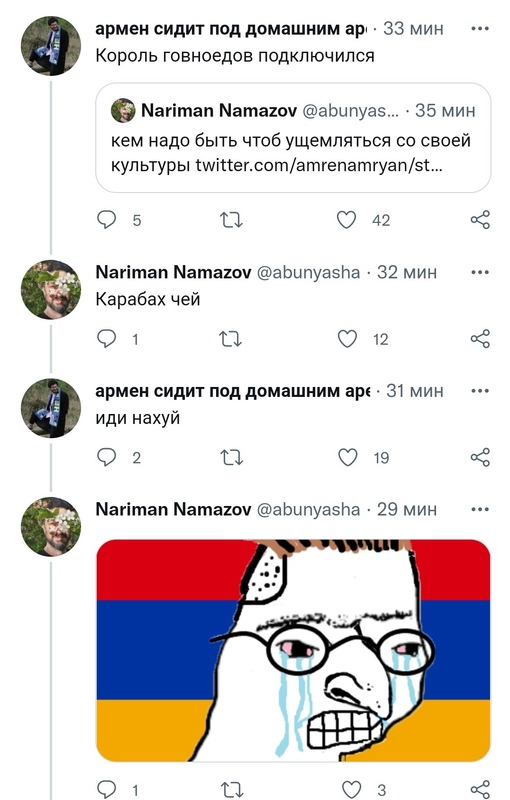 армен сидит под домашним ар · 33 мин
Король говноедов подключился
Nariman Namazov @abunyas... · 35 мин
кем надо быть чтоб ущемляться со своей
культуры twitter.com/amrenamryan/st...
5 42
Nariman Namazov @abunyasha · 32 мин
Карабах чей
1 12
армен сидит под домашним аре · 31 мин
иди нахуй
2 19
Nariman Namazov @abunyasha · 29 мин
1 3